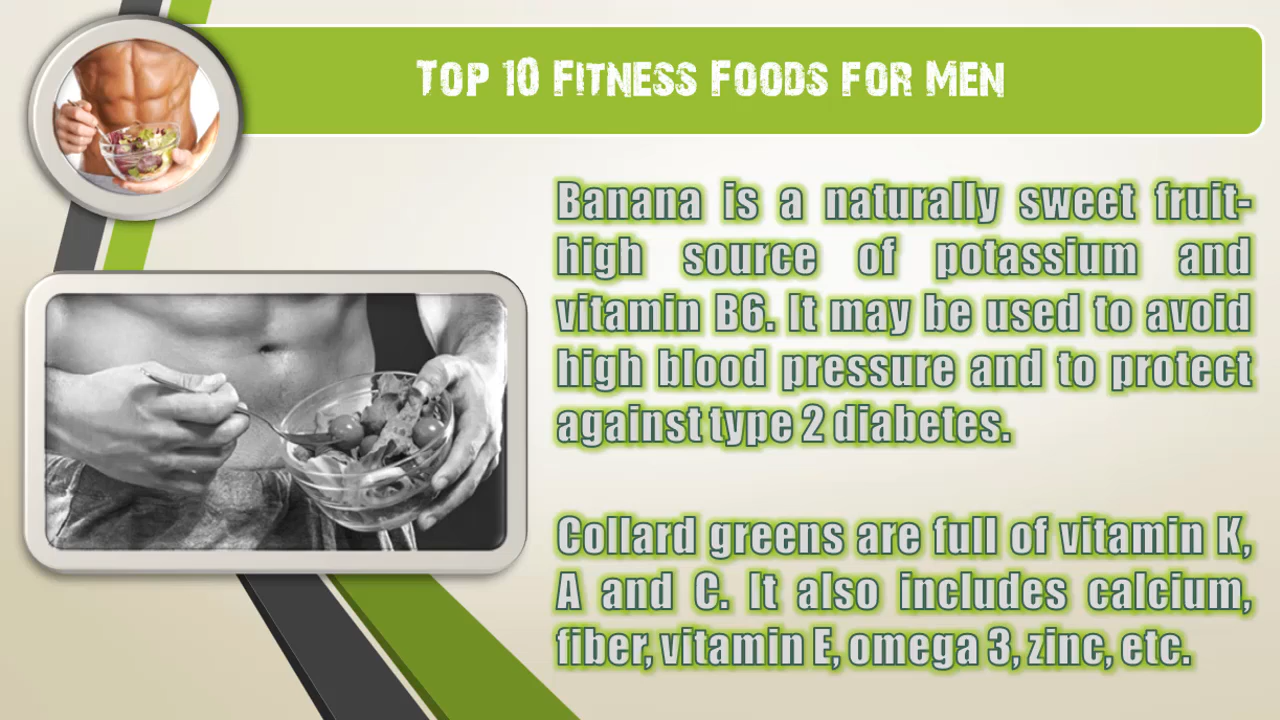 Top 10 Fitness Foods for Men
Banana is a naturally sweet fruit-
high source of potassium and
vitamin B6. It may be used to avoid
high blood pressure and to protect
against type 2 diabetes.
Collard greens are full of vitamin K,
A and C. It also includes calcium,
fiber, vitamin E, omega 3, zinc, etc.